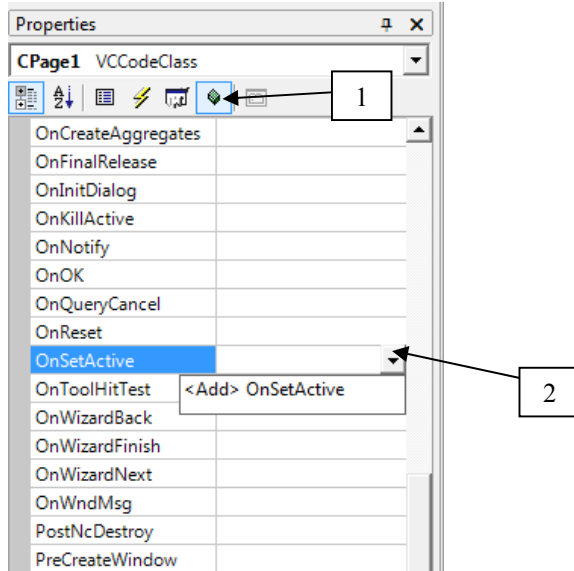 Properties
CPage1 VCCodeClass
1
OnCreateAggregates
OnFinalRelease
OnInitDialog
OnKillActive
OnNotify
OnOK
OnQueryCancel
OnReset
OnSetActive
OnToolHitTest <Add> OnSetActive
2
OnWizardBack
OnWizardFinish
OnWizardNext
OnWndMsg
PostNcDestroy
PreCreateWindow